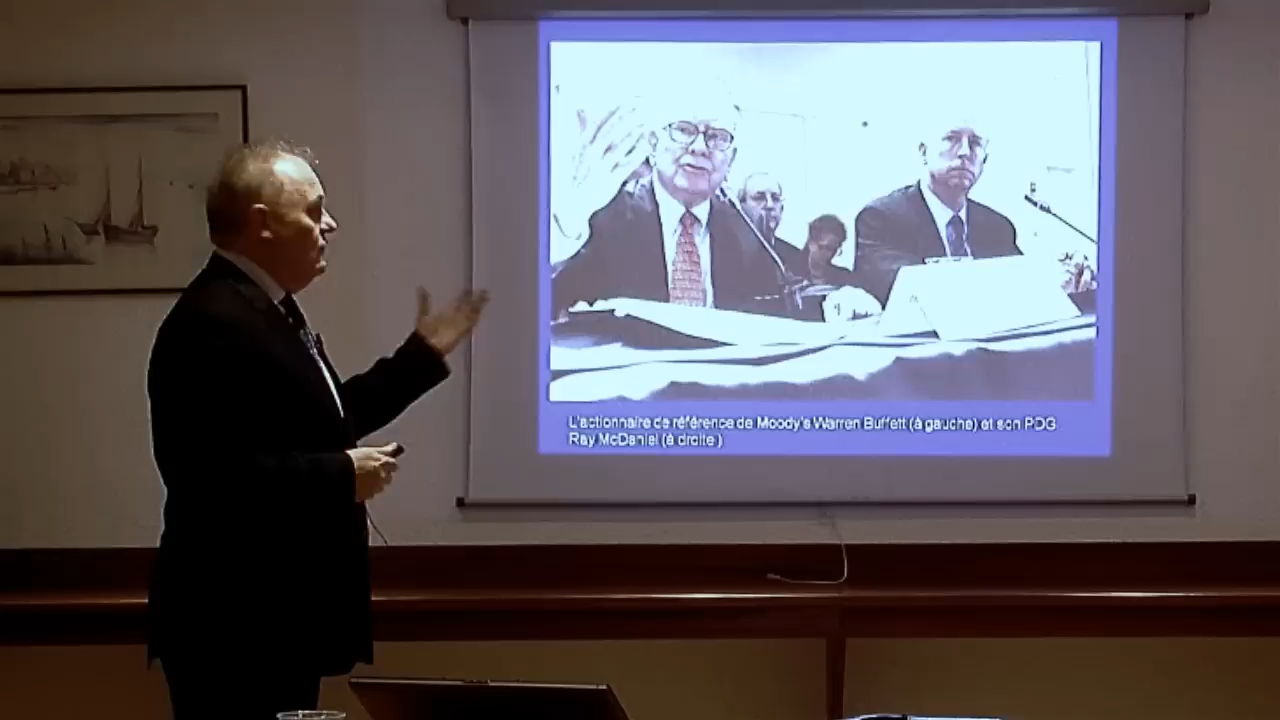 L'actionnaire de référence de Moody's Warren Buffett (à gauche) et son PDG
Ray McDaniel (à droite )